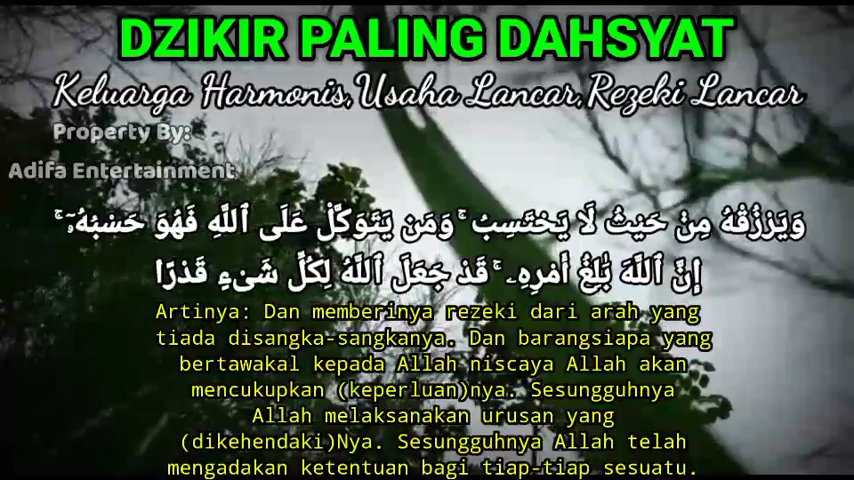 DZIKIR PALING DAHSYAT
Keluarga Harmonis,Usaha Lancar,Rezeki Lancar
Property By:
Adifa Entertainment
وَيَرْزُقْهُ مِنْ حَيْثُ لَا يَحْتَسِبُ ۚ وَمَن يَتَوَكَّلْ عَلَى ٱللَّهِ فَهُوَ حَسْبُهُۥٓ ۚ
إِنَّ ٱللَّهَ بَٰلِغُ أَمْرِهِۦ ۚ قَدْ جَعَلَ ٱللَّهُ لِكُلِّ شَىْءٍ قَدْرًا
Artinya: Dan memberinya rezeki dari arah yang
tiada disangka-sangkanya. Dan barangsiapa yang
bertawakal kepada Allah niscaya Allah akan
mencukupkan (keperluan)nya. Sesungguhnya
Allah melaksanakan urusan yang
(dikehendaki)Nya. Sesungguhnya Allah telah
mengadakan ketentuan bagi tiap-tiap sesuatu.